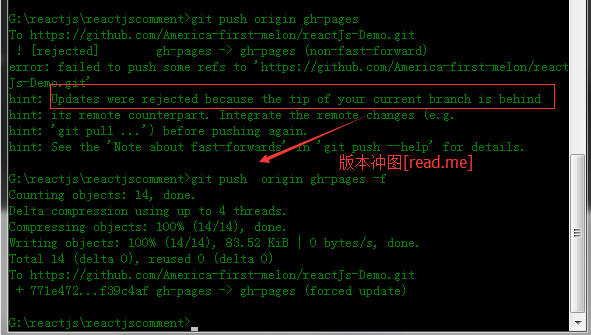 G:\reactjs\reactjscomment>git push origin gh-pages
To https://github.com/America-first-melon/reactJs-Demo.git
 ! [rejected]        gh-pages -> gh-pages (non-fast-forward)
error: failed to push some refs to 'https://github.com/America-first-melon/react
Js-Demo.git'
hint: Updates were rejected because the tip of your current branch is behind
hint: its remote counterpart. Integrate the remote changes (e.g.
hint: 'git pull ...') before pushing again.
hint: See the 'Note about fast-forwards' in 'git push --help' for details.
版本冲图[read.me]
G:\reactjs\reactjscomment>git push  origin gh-pages -f
Counting objects: 14, done.
Delta compression using up to 4 threads.
Compressing objects: 100% (14/14), done.
Writing objects: 100% (14/14), 83.52 KiB | 0 bytes/s, done.
Total 14 (delta 0), reused 0 (delta 0)
To https://github.com/America-first-melon/reactJs-Demo.git
 + 771e472...f39c4af gh-pages -> gh-pages (forced update)
G:\reactjs\reactjscomment>